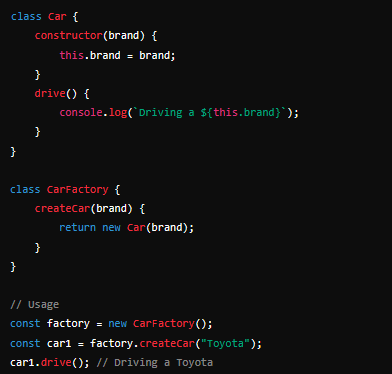 class Car {
    constructor(brand) {
        this.brand = brand;
    }
    drive() {
        console.log(`Driving a ${this.brand}`);
    }
}

class CarFactory {
    createCar(brand) {
        return new Car(brand);
    }
}

// Usage
const factory = new CarFactory();
const car1 = factory.createCar("Toyota");
car1.drive(); // Driving a Toyota